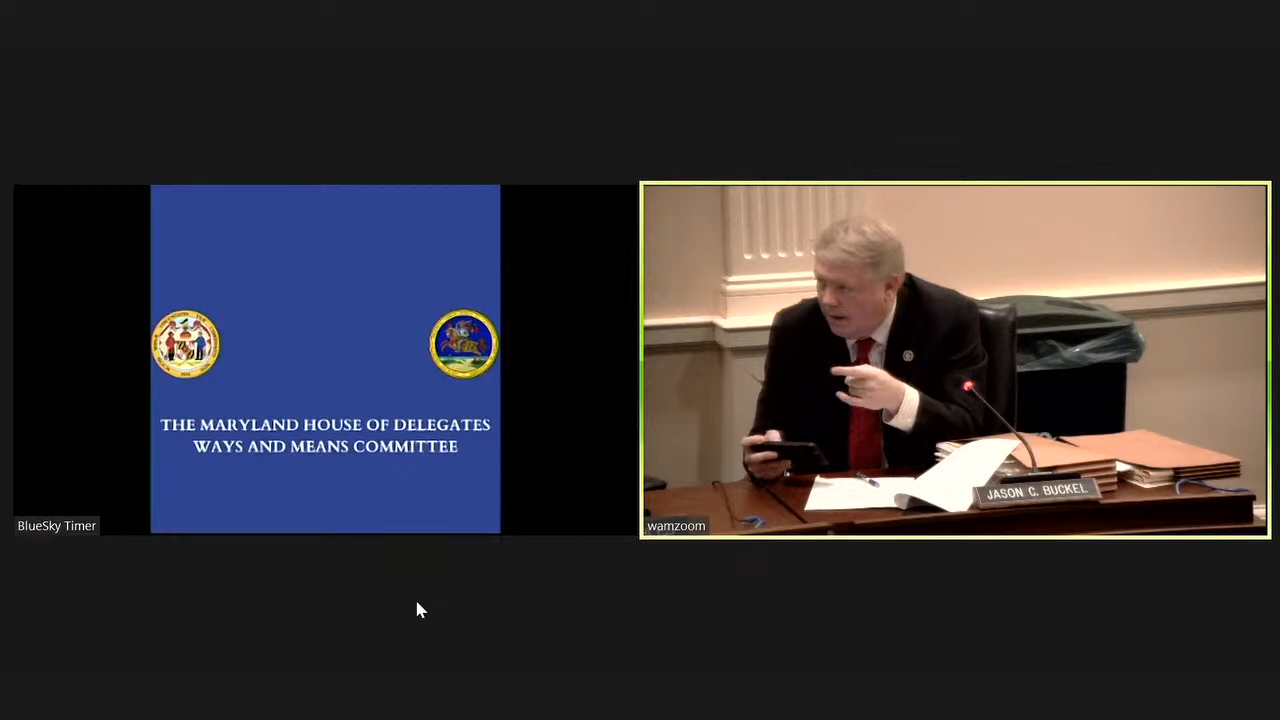 THE MARYLAND HOUSE OF DELEGATES
WAYS AND MEANS COMMITTEE
BlueSky Timer
wamzoom
JASON C. BUCKEL